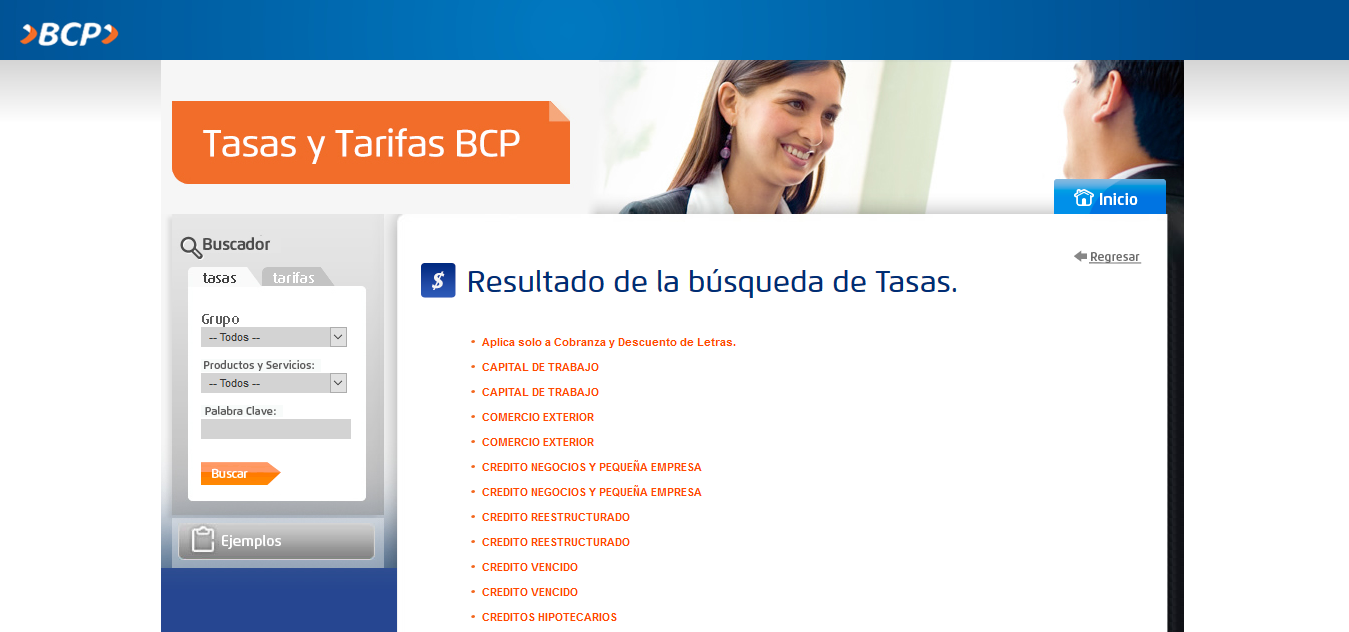 BCP
Tasas y Tarifas BCP
Inicio
Buscador
tasas
tarifas
Grupo
-- Todos --
Productos y Servicios:
-- Todos --
Palabra Clave:
Buscar
Ejemplos
Regresar
$ Resultado de la búsqueda de Tasas.
• Aplica solo a Cobranza y Descuento de Letras.
• CAPITAL DE TRABAJO
• CAPITAL DE TRABAJO
• COMERCIO EXTERIOR
• COMERCIO EXTERIOR
• CREDITO NEGOCIOS Y PEQUEÑA EMPRESA
• CREDITO NEGOCIOS Y PEQUEÑA EMPRESA
• CREDITO REESTRUCTURADO
• CREDITO REESTRUCTURADO
• CREDITO VENCIDO
• CREDITO VENCIDO
• CREDITOS HIPOTECARIOS